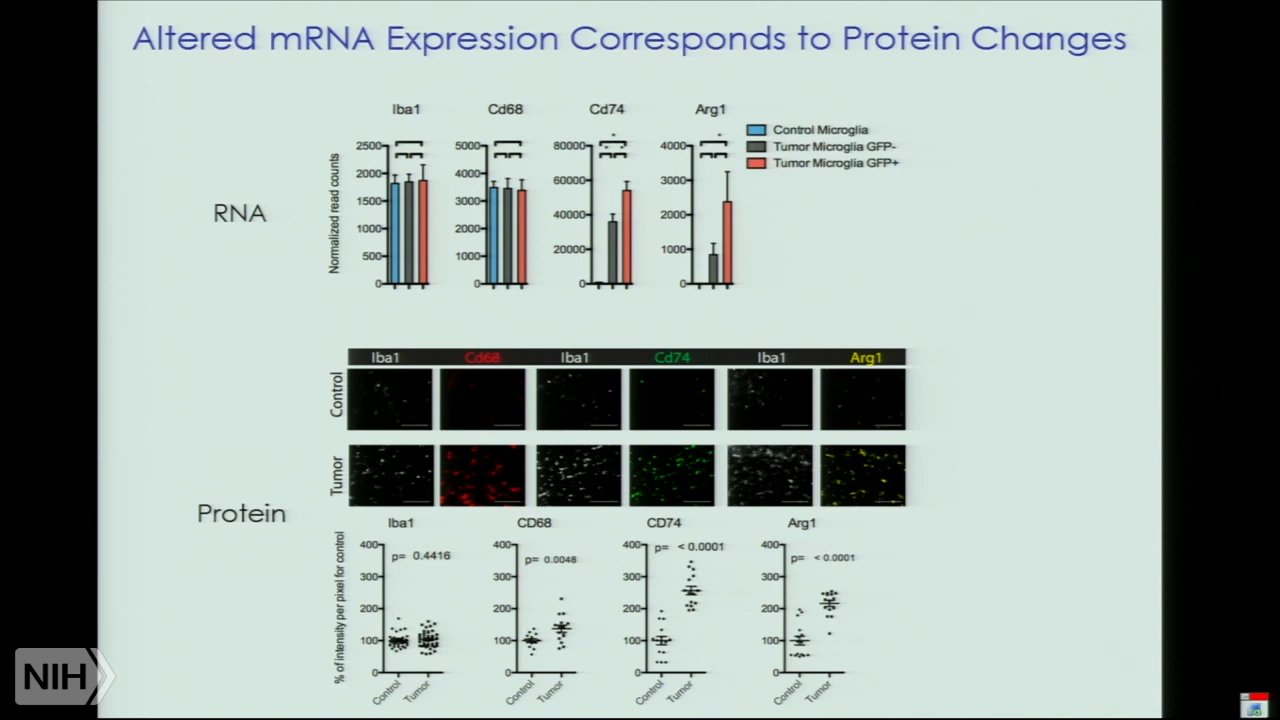 Altered mRNA Expression Corresponds to Protein Changes
Iba1 Cd68 Cd74 Arg1
Control Microglia
Tumor Microglia GFP-
Tumor Microglia GFP+
RNA
Normalized read counts
2500 2000 1500 1000 500 0
5000 4000 3000 2000 1000 0
80000 60000 40000 20000 0
4000 3000 2000 1000 0
* * *
*
Iba1 Cd68 Iba1 Cd74 Iba1 Arg1
Control
Tumor
Protein
Iba1 CD68 CD74 Arg1
% of intensity per pixel for control
400 300 200 100 0
p= 0.4416
Control Tumor
400 300 200 100 0
p= 0.0048
Control Tumor
400 300 200 100 0
p= < 0.0001
Control Tumor
400 300 200 100 0
p= < 0.0001
Control Tumor
NIH